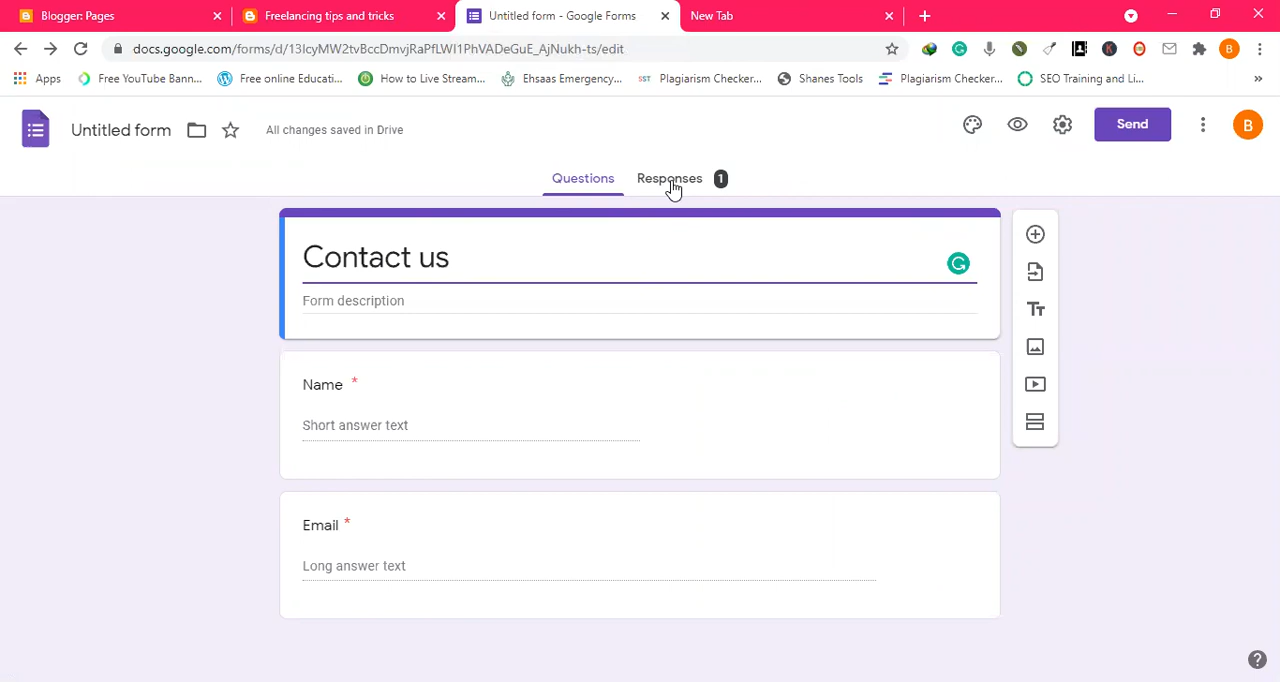 Blogger: Pages
Freelancing tips and tricks
Untitled form - Google Forms
New Tab
docs.google.com/forms/d/13IcyMW2tvBccDmvjRaPfLWI1PhVADeGuE_AjNukh-ts/edit
B
Apps
Free YouTube Bann...
Free online Educati...
How to Live Stream...
Ehsaas Emergency...
SST
Plagiarism Checker...
Shanes Tools
Plagiarism Checker...
SEO Training and Li...
»
Untitled form
All changes saved in Drive
Send
B
Questions
Responses 1
Contact us
Form description
Name *
Short answer text
Email *
Long answer text